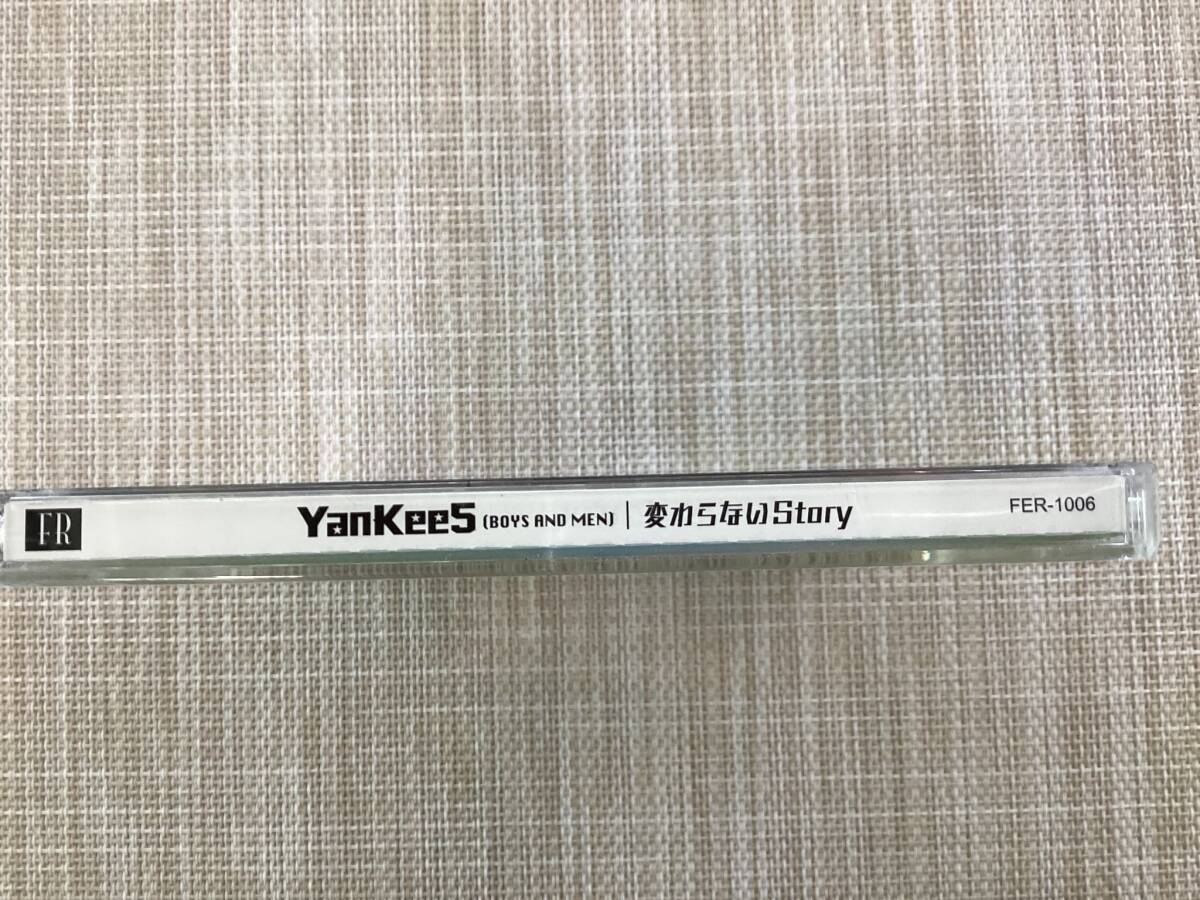 FR YanKee5 (BOYS AND MEN) | 変わらないStory FER-1006